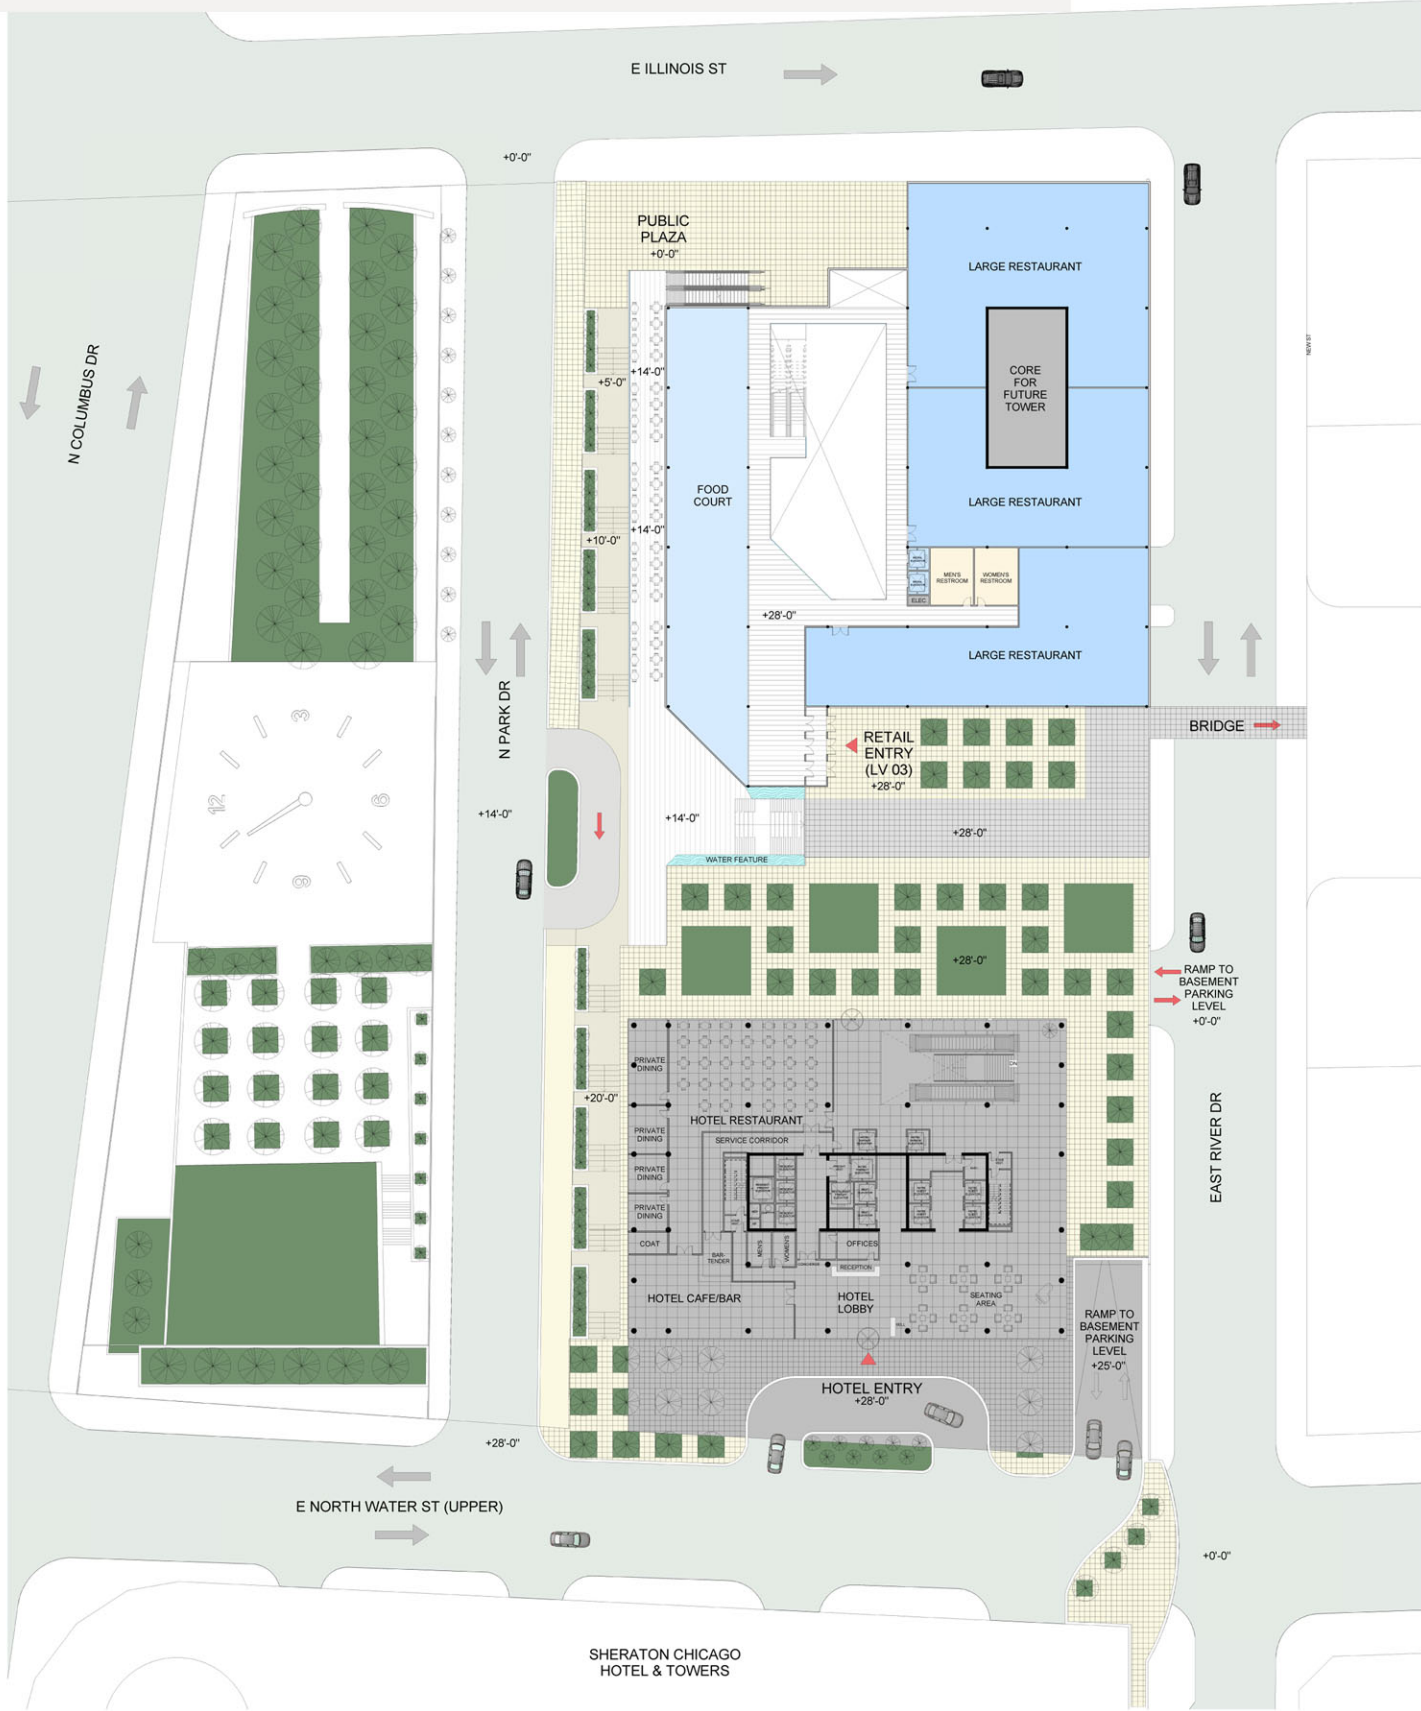 E ILLINOIS ST
+0'-0"
PUBLIC
PLAZA
+0'-0"
LARGE RESTAURANT
NEW ST
N COLUMBUS DR
CORE
FOR
FUTURE
TOWER
+14'-0"
+5'-0"
FOOD
COURT
LARGE RESTAURANT
+14'-0"
+10'-0"
MEN'S
RESTROOM
WOMEN'S
RESTROOM
ELEC
+28'-0"
LARGE RESTAURANT
N PARK DR
3
12
6
9
RETAIL
ENTRY
(LV 03)
+28'-0"
BRIDGE
+14'-0"
+14'-0"
+28'-0"
WATER FEATURE
+28'-0"
RAMP TO
BASEMENT
PARKING
LEVEL
+0'-0"
PRIVATE
DINING
+20'-0"
HOTEL RESTAURANT
SERVICE CORRIDOR
PRIVATE
DINING
PRIVATE
DINING
PRIVATE
DINING
EAST RIVER DR
COAT
BAR-
TENDER
MEN'S
WOMEN'S
OFFICES
RECEPTION
HOTEL CAFE/BAR
HOTEL
LOBBY
SEATING
AREA
RAMP TO
BASEMENT
PARKING
LEVEL
+25'-0"
HOTEL ENTRY
+28'-0"
+28'-0"
E NORTH WATER ST (UPPER)
+0'-0"
SHERATON CHICAGO
HOTEL & TOWERS